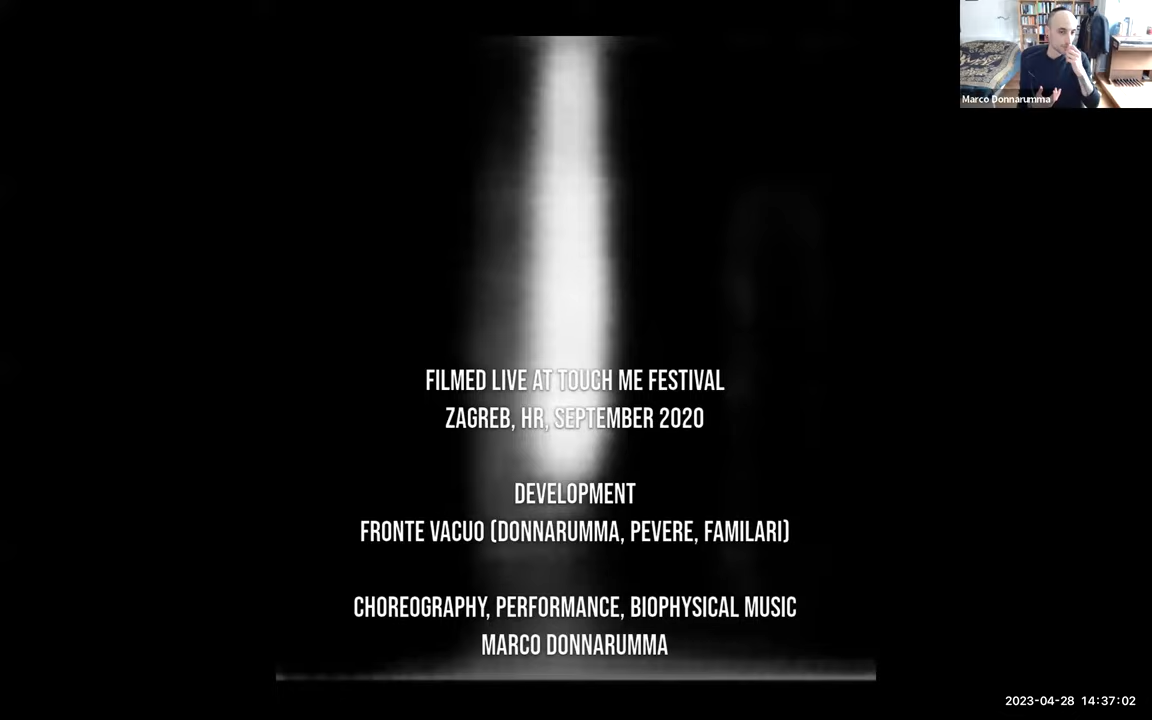 Marco Donnarumma
FILMED LIVE AT TOUCH ME FESTIVAL
ZAGREB, HR, SEPTEMBER 2020
DEVELOPMENT
FRONTE VACUO (DONNARUMMA, PEVERE, FAMILARI)
CHOREOGRAPHY, PERFORMANCE, BIOPHYSICAL MUSIC
MARCO DONNARUMMA
2023-04-28 14:37:02